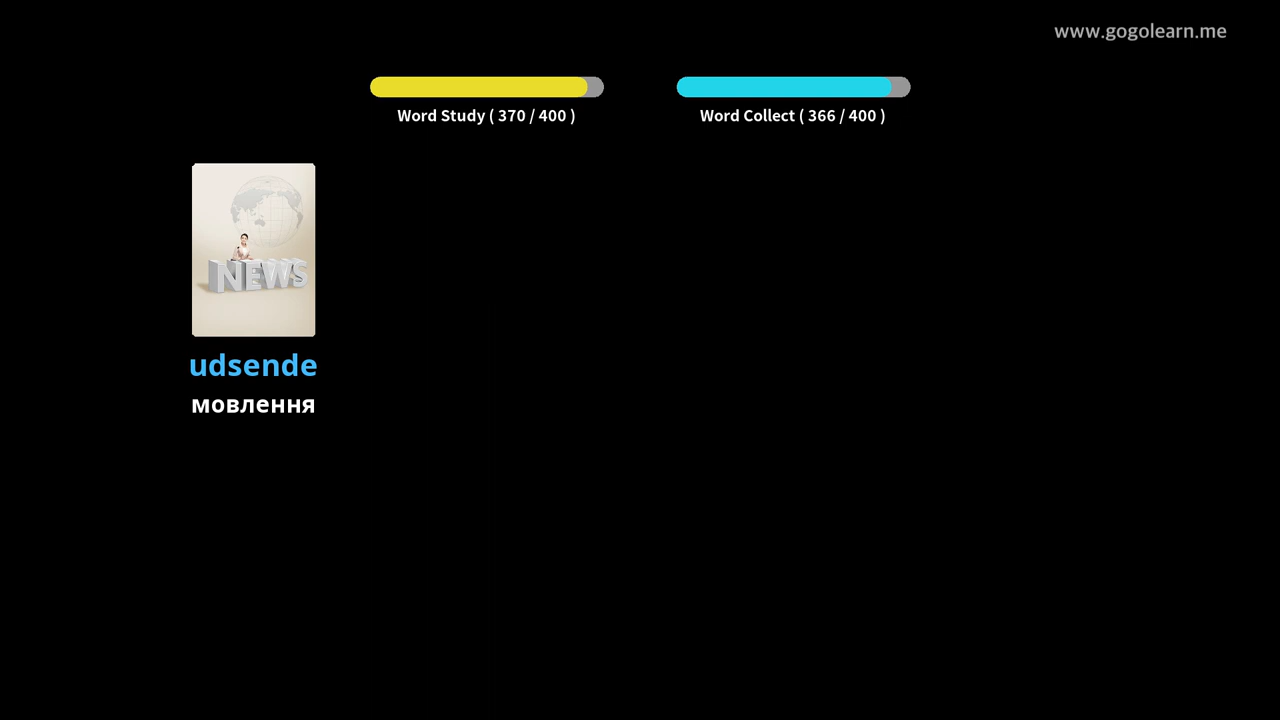 www.gogolearn.me
Word Study ( 370 / 400 )
Word Collect ( 366 / 400 )
NEWS
udsende
мовлення